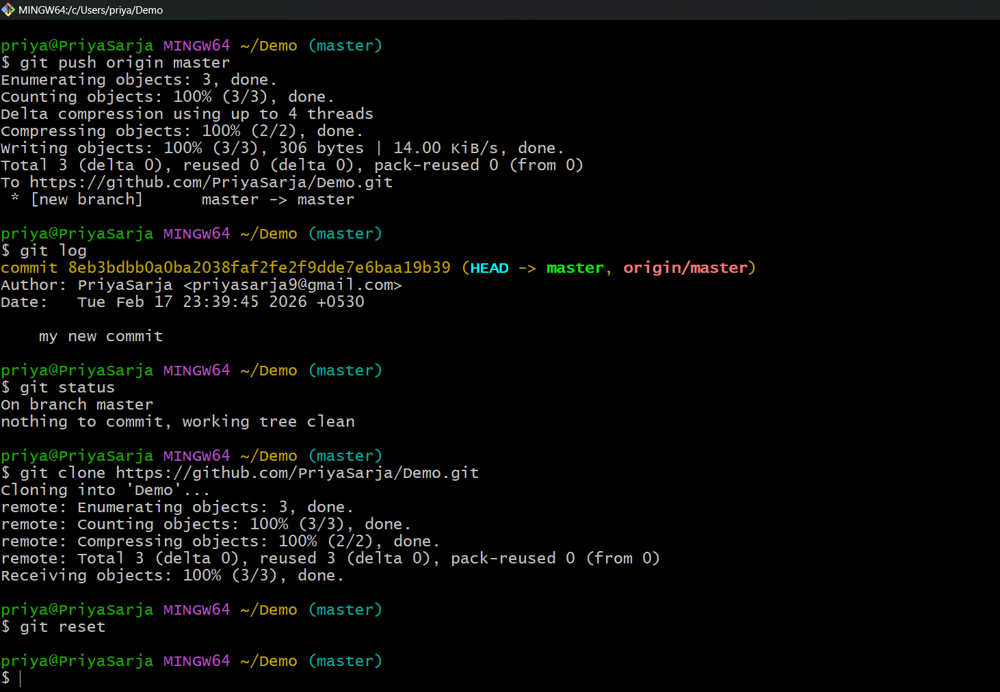 MINGW64:/c/Users/priya/Demo
priya@PriyaSarja MINGW64 ~/Demo (master)
$ git push origin master
Enumerating objects: 3, done.
Counting objects: 100% (3/3), done.
Delta compression using up to 4 threads
Compressing objects: 100% (2/2), done.
Writing objects: 100% (3/3), 306 bytes | 14.00 KiB/s, done.
Total 3 (delta 0), reused 0 (delta 0), pack-reused 0 (from 0)
To https://github.com/PriyaSarja/Demo.git
 * [new branch]      master -> master
priya@PriyaSarja MINGW64 ~/Demo (master)
$ git log
commit 8eb3bdbb0a0ba2038faf2fe2f9dde7e6baa19b39 (HEAD -> master, origin/master)
Author: PriyaSarja <priyasarja9@gmail.com>
Date:   Tue Feb 17 23:39:45 2026 +0530
    my new commit
priya@PriyaSarja MINGW64 ~/Demo (master)
$ git status
On branch master
nothing to commit, working tree clean
priya@PriyaSarja MINGW64 ~/Demo (master)
$ git clone https://github.com/PriyaSarja/Demo.git
Cloning into 'Demo'...
remote: Enumerating objects: 3, done.
remote: Counting objects: 100% (3/3), done.
remote: Compressing objects: 100% (2/2), done.
remote: Total 3 (delta 0), reused 3 (delta 0), pack-reused 0 (from 0)
Receiving objects: 100% (3/3), done.
priya@PriyaSarja MINGW64 ~/Demo (master)
$ git reset
priya@PriyaSarja MINGW64 ~/Demo (master)
$